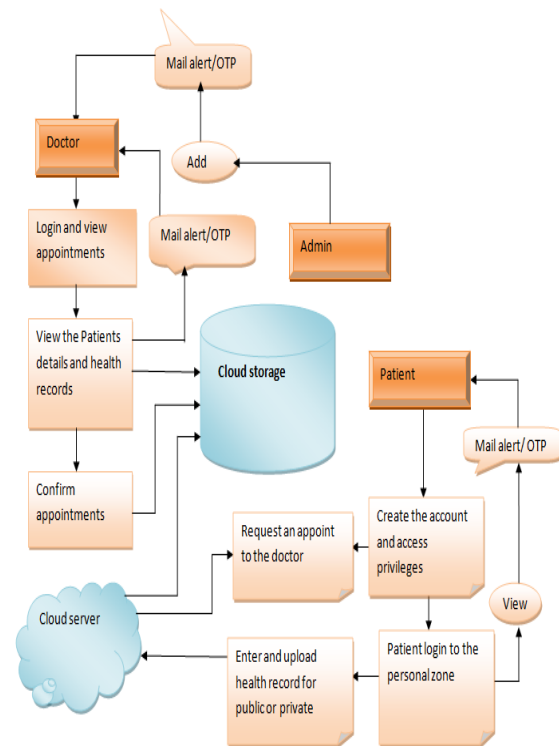 Mail alert/OTP
Doctor
Add
Login and view
appointments
Mail alert/OTP
Admin
View the Patients
details and health
records
Cloud storage
Patient
Mail alert/ OTP
Confirm
appointments
Request an appoint
to the doctor
Create the account
and access
privileges
View
Cloud server
Enter and upload
health record for
public or private
Patient login to the
personal zone